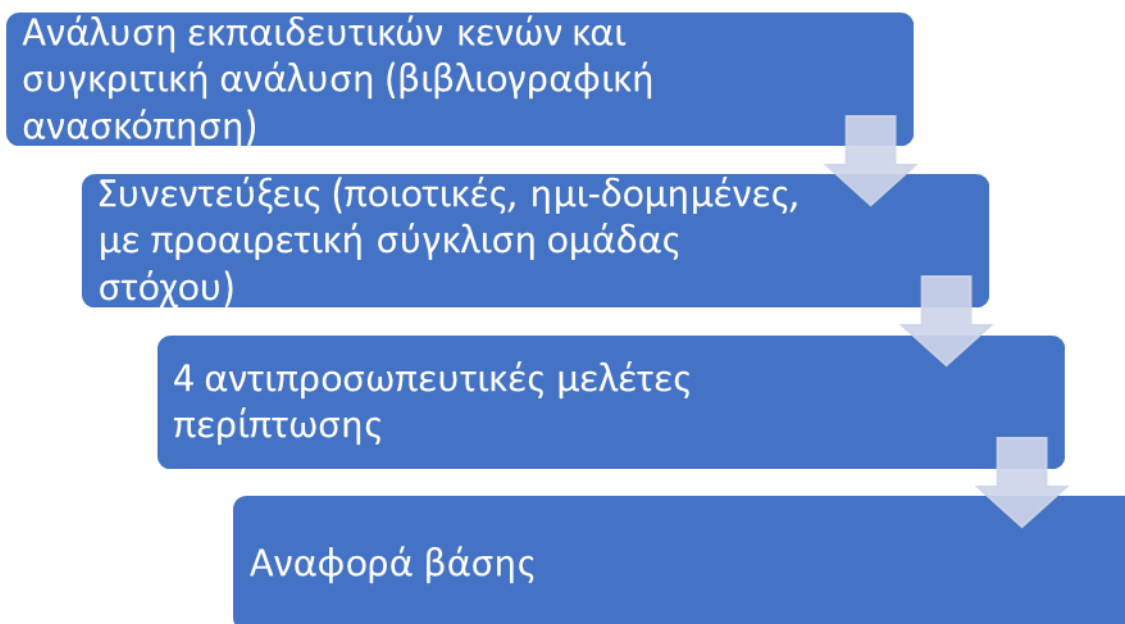 Ανάλυση εκπαιδευτικών κενών και
συγκριτική ανάλυση (βιβλιογραφική
ανασκόπηση)
Συνεντεύξεις (ποιοτικές, ημι-δομημένες,
με προαιρετική σύγκλιση ομάδας
στόχου)
4 αντιπροσωπευτικές μελέτες
περίπτωσης
Αναφορά βάσης